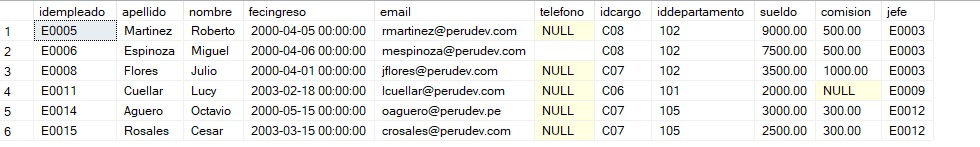 idempleado apellido nombre fecingreso email telefono idcargo iddepartamento sueldo comision jefe
1 E0005 Martinez Roberto 2000-04-05 00:00:00 rmartinez@perudev.com NULL C08 102 9000.00 500.00 E0003
2 E0006 Espinoza Miguel 2000-04-06 00:00:00 mespinoza@perudev.com C08 102 7500.00 500.00 E0003
3 E0008 Flores Julio 2000-04-01 00:00:00 jflores@perudev.com NULL C07 102 3500.00 1000.00 E0003
4 E0011 Cuellar Lucy 2003-02-18 00:00:00 lcuellar@perudev.com NULL C06 101 2000.00 NULL E0009
5 E0014 Aguero Octavio 2000-05-15 00:00:00 oaguero@perudev.pe NULL C07 105 3000.00 300.00 E0012
6 E0015 Rosales Cesar 2003-03-15 00:00:00 crosales@perudev.com NULL C07 105 2500.00 300.00 E0012